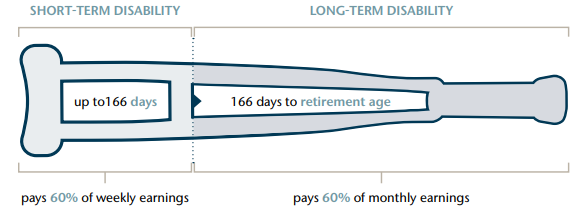 SHORT-TERM DISABILITY
LONG-TERM DISABILITY
up to166 days
166 days to retirement age
pays 60% of weekly earnings
pays 60% of monthly earnings